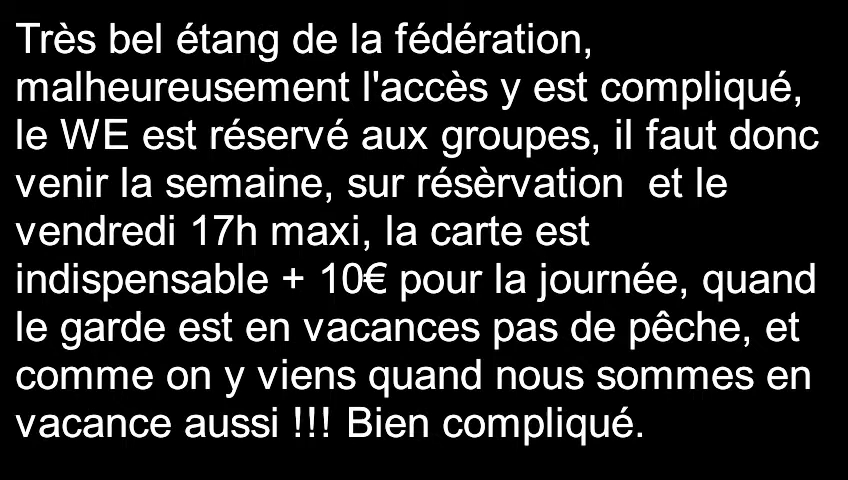 Très bel étang de la fédération,
malheureusement l'accès y est compliqué,
le WE est réservé aux groupes, il faut donc
venir la semaine, sur résèrvation  et le
vendredi 17h maxi, la carte est
indispensable + 10€ pour la journée, quand
le garde est en vacances pas de pêche, et
comme on y viens quand nous sommes en
vacance aussi !!! Bien compliqué.